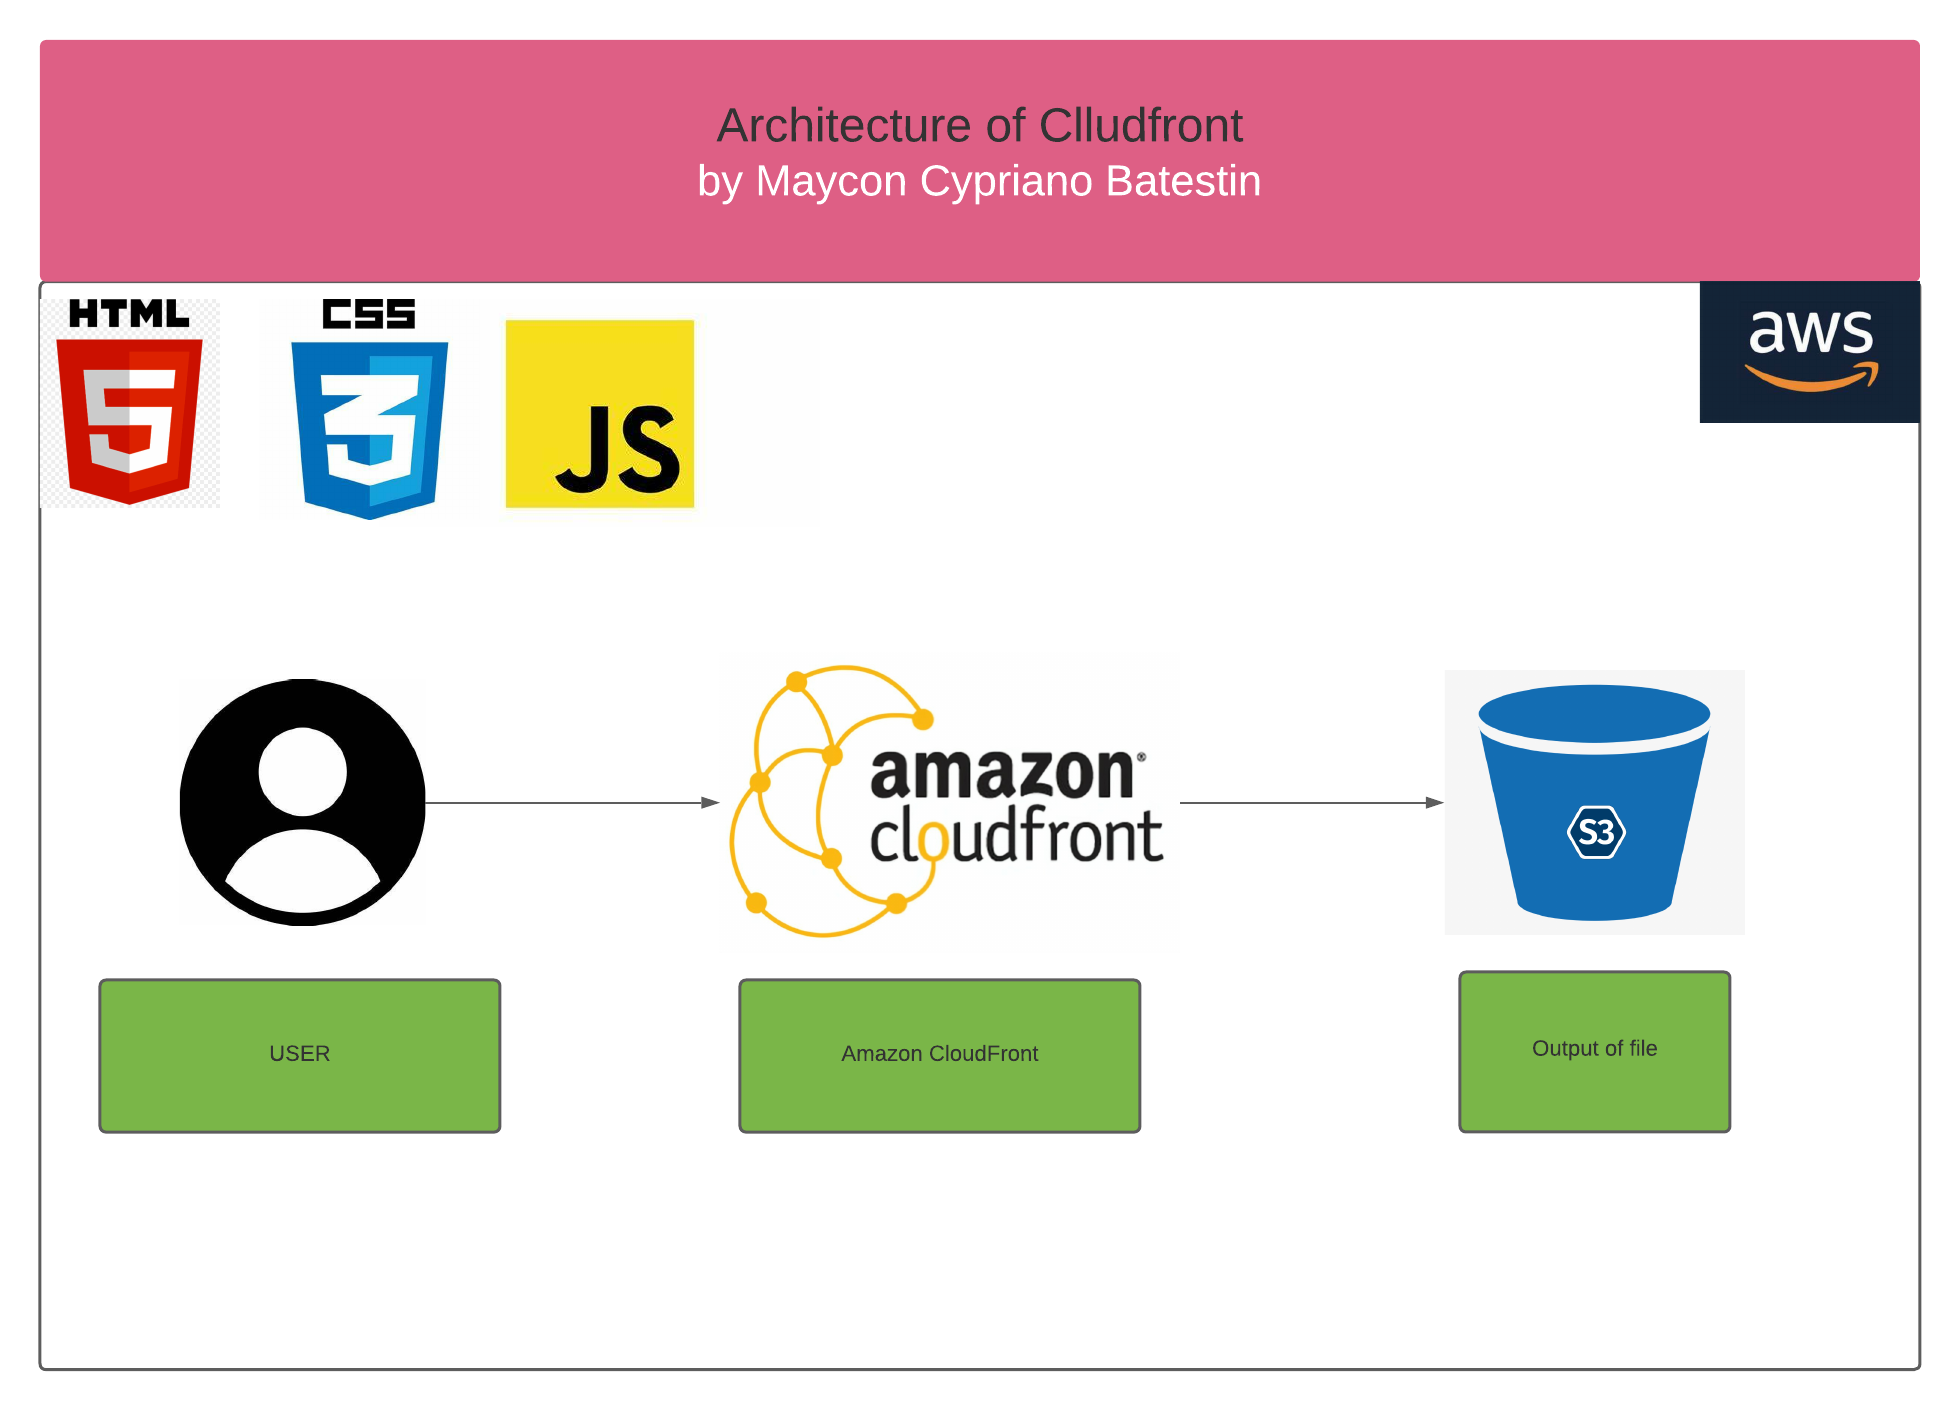 Architecture of Clludfront
by Maycon Cypriano Batestin
HTML
5
CSS
3
JS
aws
amazon®
cloudfront
S3
USER
Amazon CloudFront
Output of file